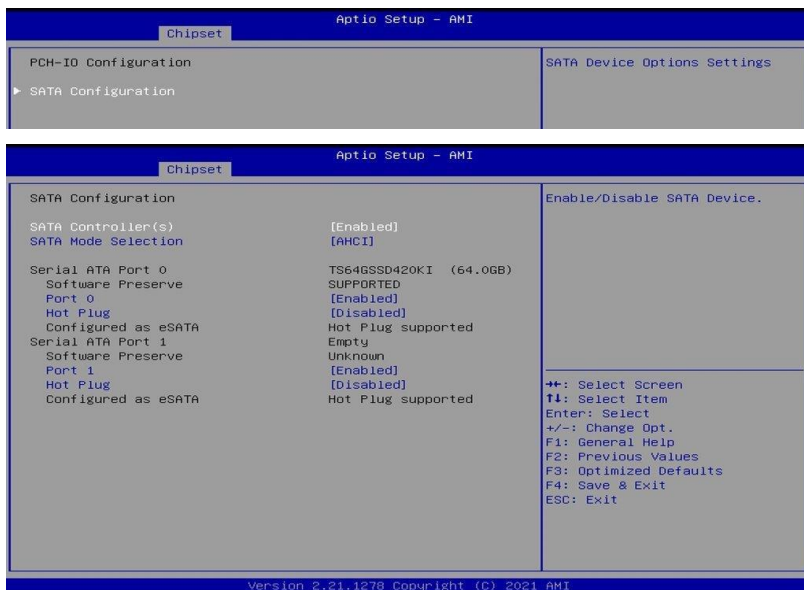 Aptio Setup – AMI
Chipset
PCH-IO Configuration
SATA Device Options Settings
▶ SATA Configuration
Aptio Setup – AMI
Chipset
SATA Configuration
Enable/Disable SATA Device.
SATA Controller(s) [Enabled]
SATA Mode Selection [AHCI]
Serial ATA Port 0 TS64GSSD420KI (64.0GB)
Software Preserve SUPPORTED
Port 0 [Enabled]
Hot Plug [Disabled]
Configured as eSATA Hot Plug supported
Serial ATA Port 1 Empty
Software Preserve Unknown
Port 1 [Enabled]
Hot Plug [Disabled]
Configured as eSATA Hot Plug supported
→←: Select Screen
↑↓: Select Item
Enter: Select
+/-: Change Opt.
F1: General Help
F2: Previous Values
F3: Optimized Defaults
F4: Save & Exit
ESC: Exit
Version 2.21.1278 Copyright (C) 2021 AMI